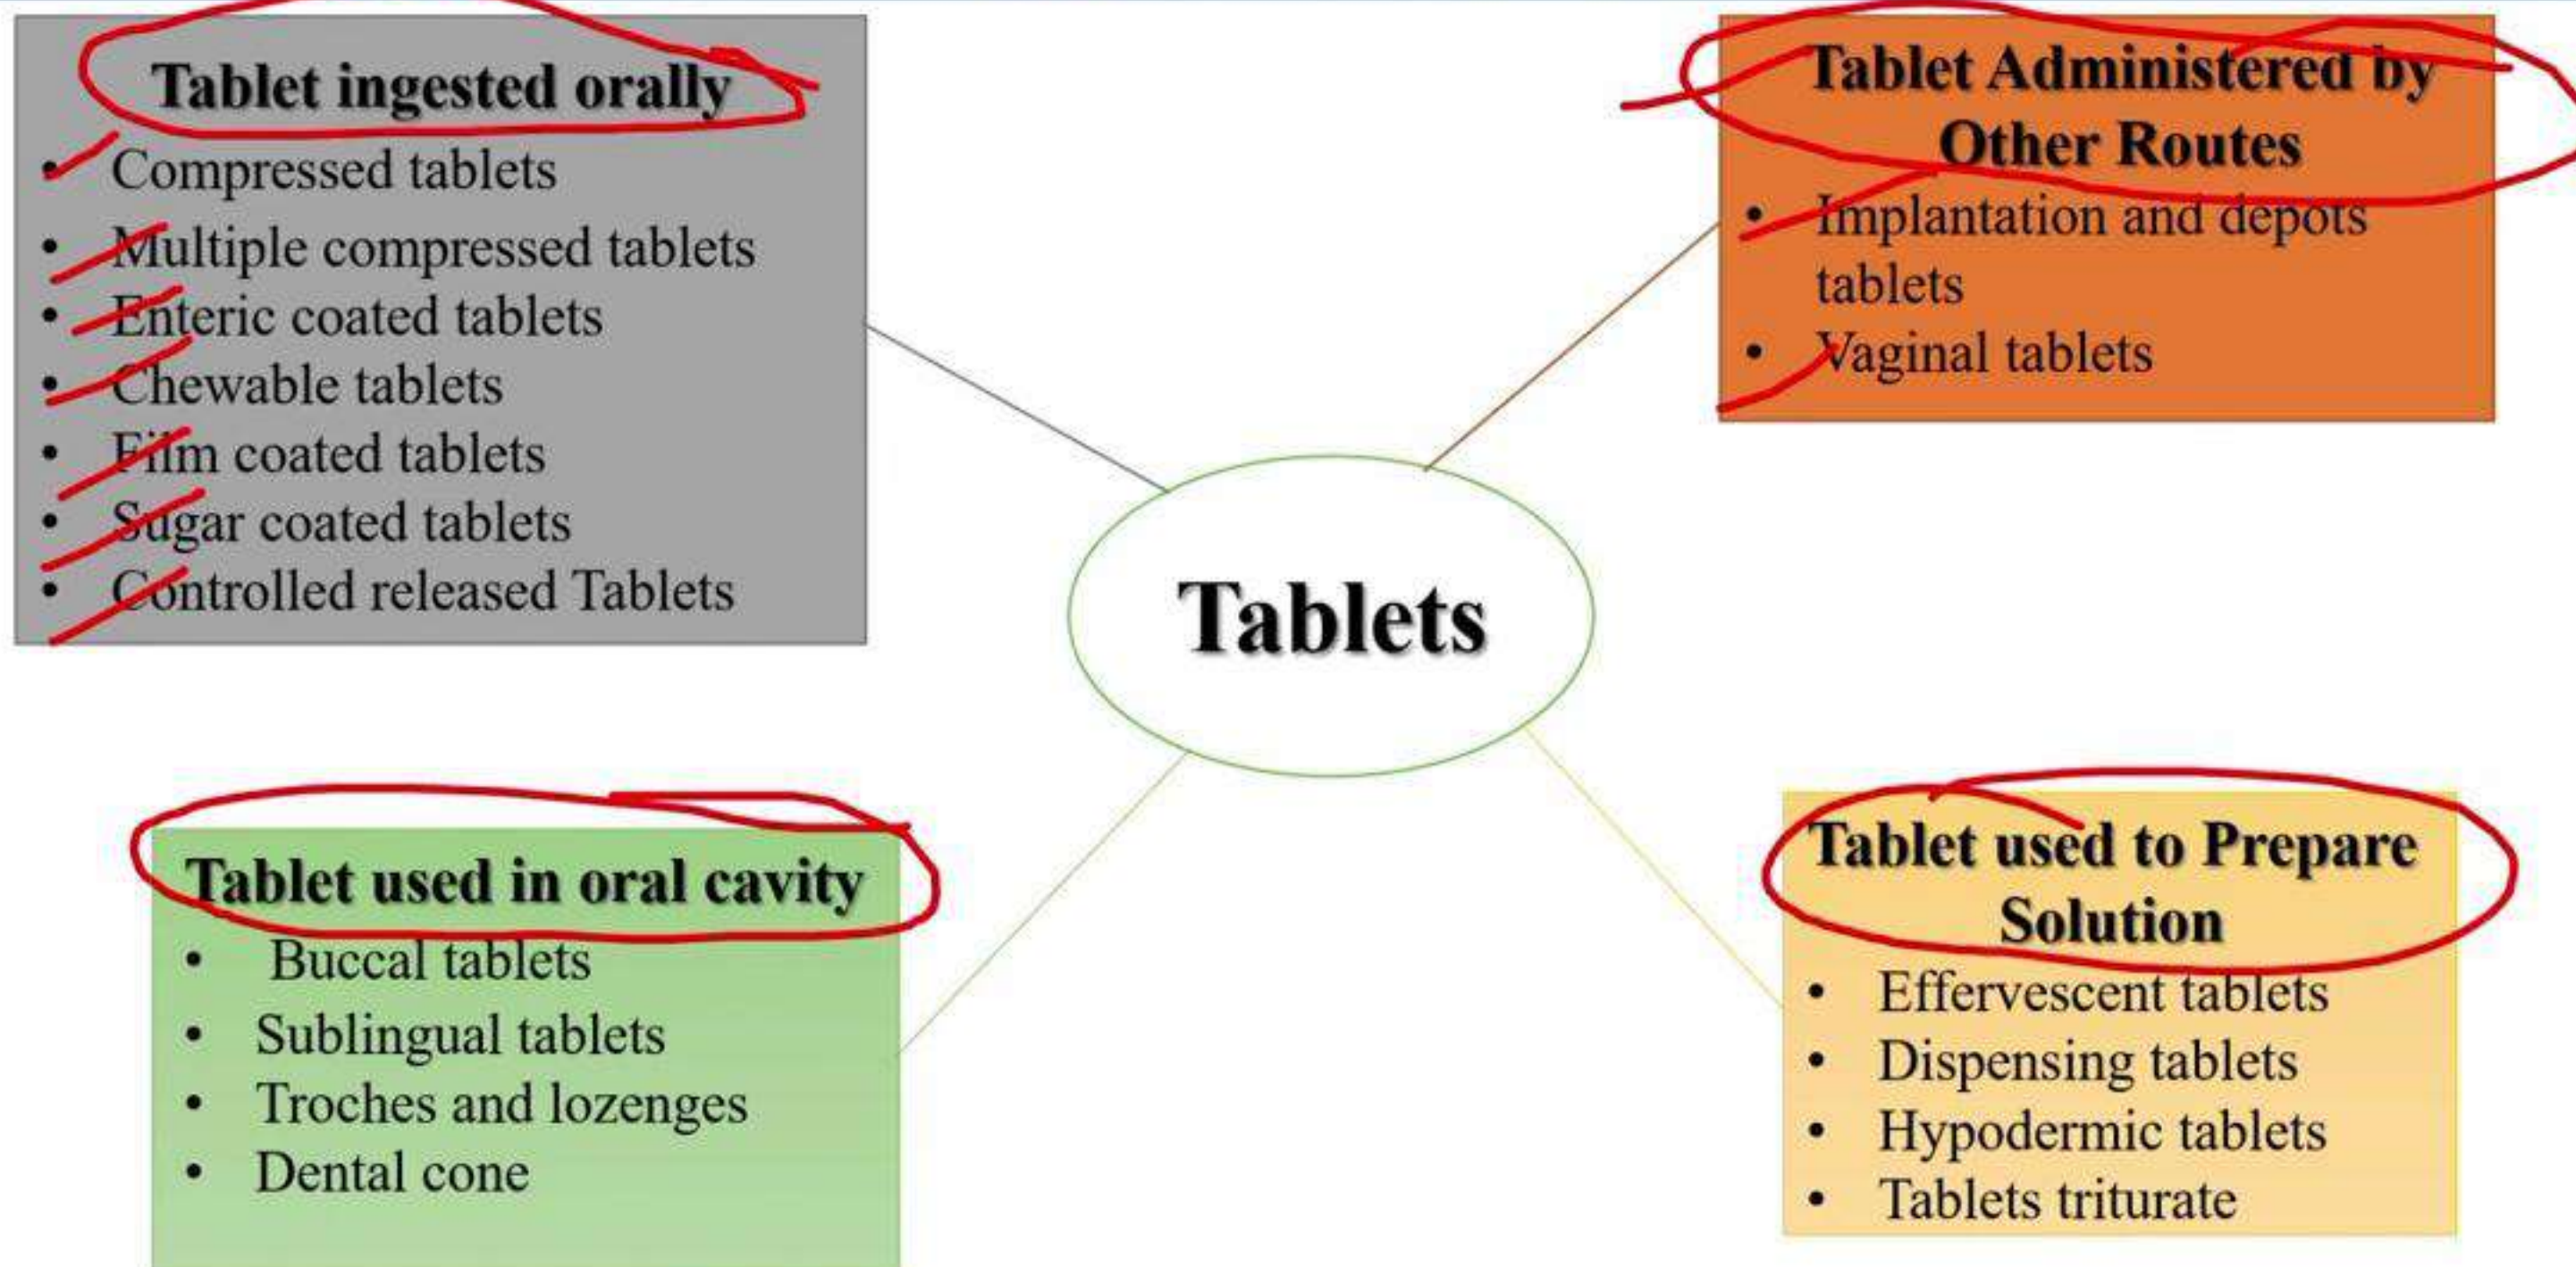 Tablet ingested orally
• Compressed tablets
• Multiple compressed tablets
• Enteric coated tablets
• Chewable tablets
• Film coated tablets
• Sugar coated tablets
• Controlled released Tablets
Tablet Administered by
Other Routes
• Implantation and depots
tablets
• Vaginal tablets
Tablets
Tablet used in oral cavity
• Buccal tablets
• Sublingual tablets
• Troches and lozenges
• Dental cone
Tablet used to Prepare
Solution
• Effervescent tablets
• Dispensing tablets
• Hypodermic tablets
• Tablets triturate